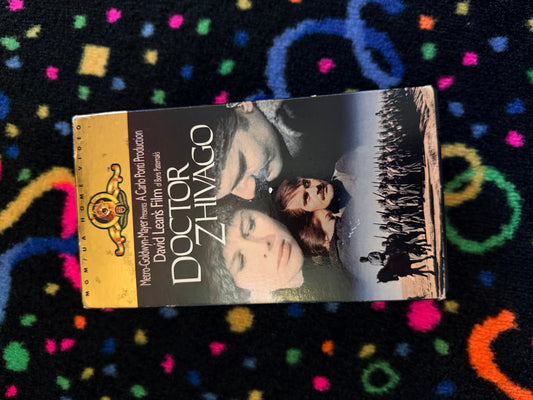 MGM/UA HOME VIDEO
Metro-Goldwyn-Mayer Presents A Carlo Ponti Production
David Lean's Film of Boris Pasternak's
DOCTOR
ZHIVAGO